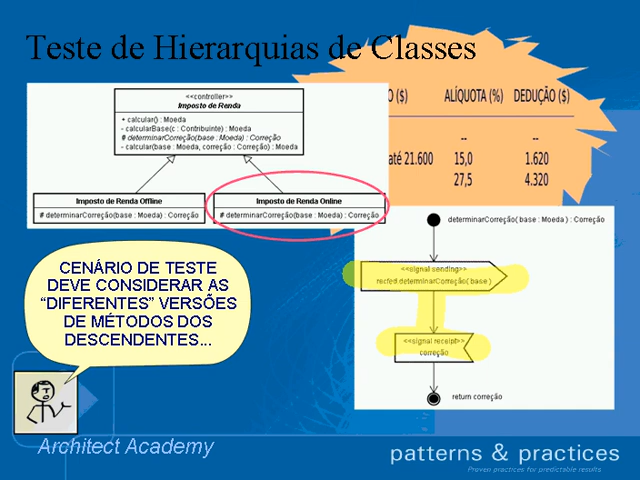 Teste de Hierarquias de Classes
<<controller>>
Imposto de Renda
+ calcular() : Moeda
- calcularBase(c : Contribuinte) : Moeda
# determinarCorreção(base : Moeda) : Correção
- calcular(base : Moeda, correção : Correção) : Moeda
Imposto de Renda Offline
# determinarCorreção(base : Moeda) : Correção
Imposto de Renda Online
# determinarCorreção(base : Moeda) : Correção
O ($) ALÍQUOTA (%) DEDUÇÃO ($)
-- --
até 21.600 15,0 1.620
27,5 4.320
determinarCorreção( base : Moeda ) : Correção
<<signal sending>>
recfed.determinarCorreção( base )
<<signal receipt>>
correção
return correção
CENÁRIO DE TESTE
DEVE CONSIDERAR AS
“DIFERENTES” VERSÕES
DE MÉTODOS DOS
DESCENDENTES...
Architect Academy
patterns & practices
Proven practices for predictable results